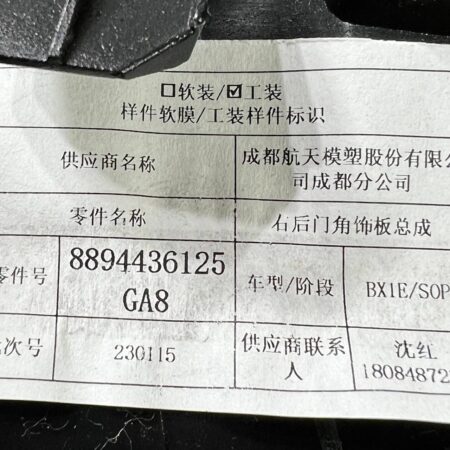 ☐软装/☑工装
样件软膜/工装样件标识
供应商名称
成都航天模塑股份有限公
司成都分公司
零件名称
右后门角饰板总成
零件号
8894436125
GA8
车型/阶段
BX1E/SOP
次号
230115
供应商联系
人
沈红
18084872